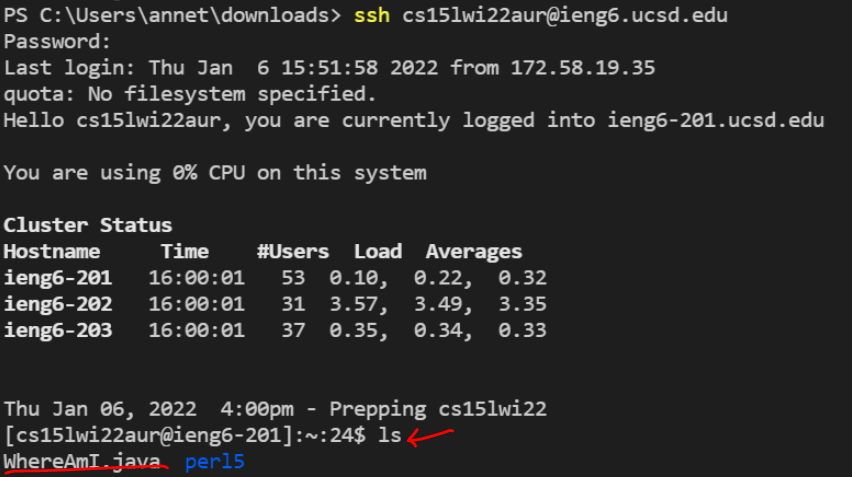 PS C:\Users\annet\downloads> ssh cs15lwi22aur@ieng6.ucsd.edu
Password:
Last login: Thu Jan  6 15:51:58 2022 from 172.58.19.35
quota: No filesystem specified.
Hello cs15lwi22aur, you are currently logged into ieng6-201.ucsd.edu
You are using 0% CPU on this system
Cluster Status
Hostname     Time    #Users  Load  Averages
ieng6-201   16:00:01   53  0.10,  0.22,  0.32
ieng6-202   16:00:01   31  3.57,  3.49,  3.35
ieng6-203   16:00:01   37  0.35,  0.34,  0.33
Thu Jan 06, 2022  4:00pm - Prepping cs15lwi22
[cs15lwi22aur@ieng6-201]:~:24$ ls
WhereAmI.java  perl5